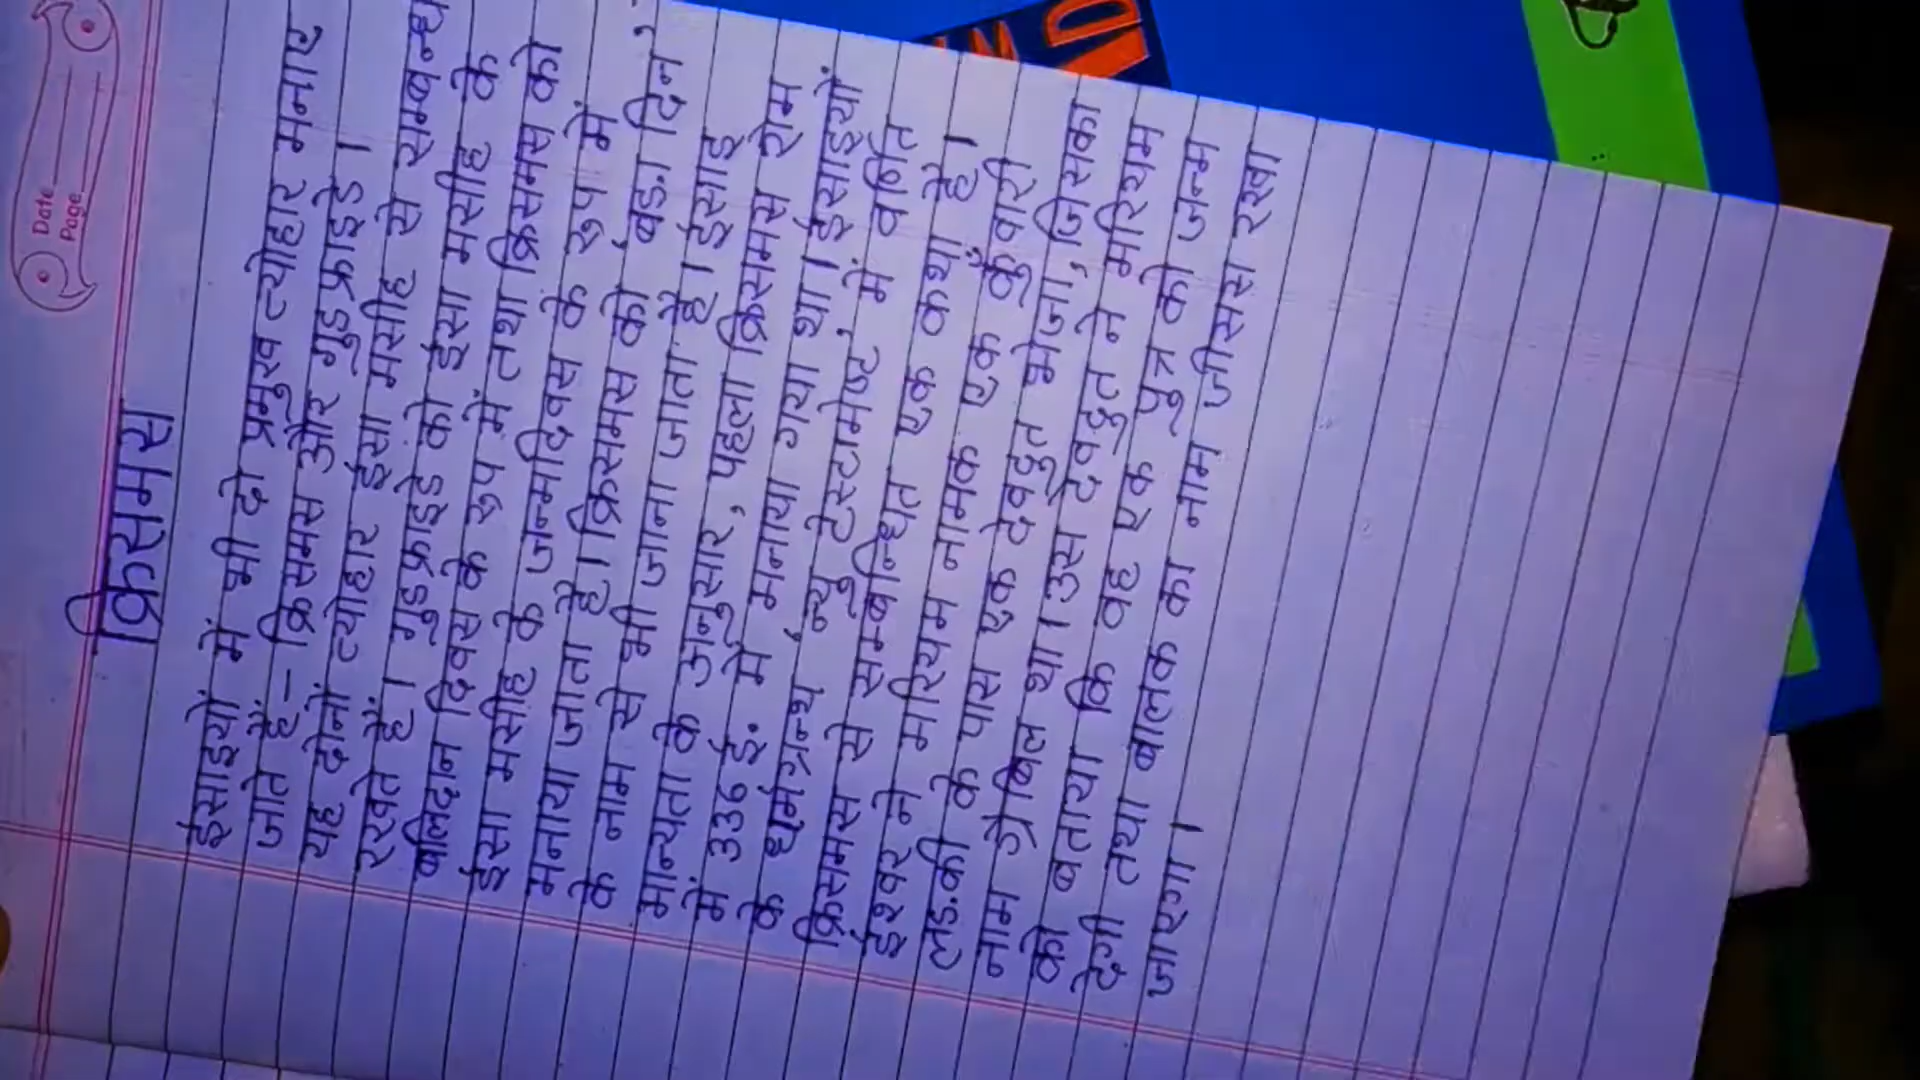 Date
Page
क्रिसमस
ईसाइयों में भी दो प्रमुख त्योहार मनाए
जाते हैं – क्रिसमस और गुडफ्राइडे।
यह दोनों त्योहार ईसा मसीह से सम्बन्ध
रखते हैं। गुडफ्राइडे को ईसा मसीह के
बलिदान दिवस के रुप में तथा क्रिसमस को
ईसा मसीह के जन्मदिवस के रुप में
मनाया जाता है। क्रिसमस को 'बड़ा दिन'
के नाम से भी जाना जाता है। ईसाइ
मान्यता के अनुसार, पहला क्रिसमस रोम
में 336 ई. में मनाया गया था। ईसाइयों
के धर्मग्रन्थ 'न्यू टेस्टामेण्ट' में वर्णित
क्रिसमस से सम्बन्धित एक कथा है।
ईश्वर ने मरियम नामक एक कुँवारी
लड़की के पास एक देवदुत भेजा, जिसका
नाम ग्रेबिल था। उस देवदुत ने मरियम
को बताया कि वह एक पुत्र को जन्म
देगी तथा बालक का नाम जीसस रखा
जाएगा।